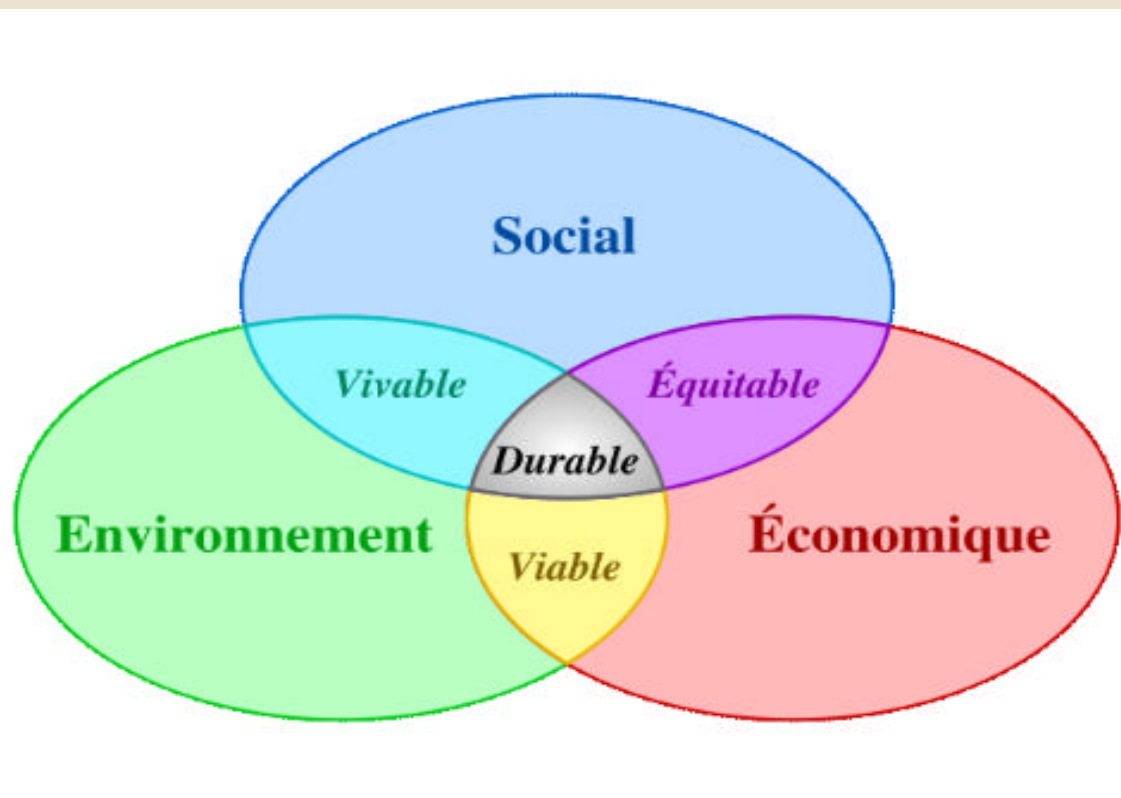 Social
Vivable
Équitable
Durable
Environnement
Économique
Viable